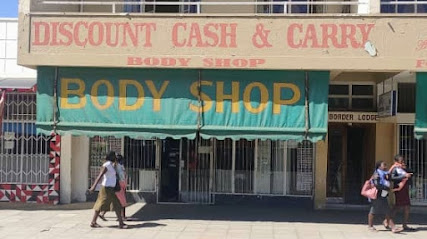 DISCOUNT CASH & CARRY
BODY SHOP
BODY SHOP
BORDER LODGE